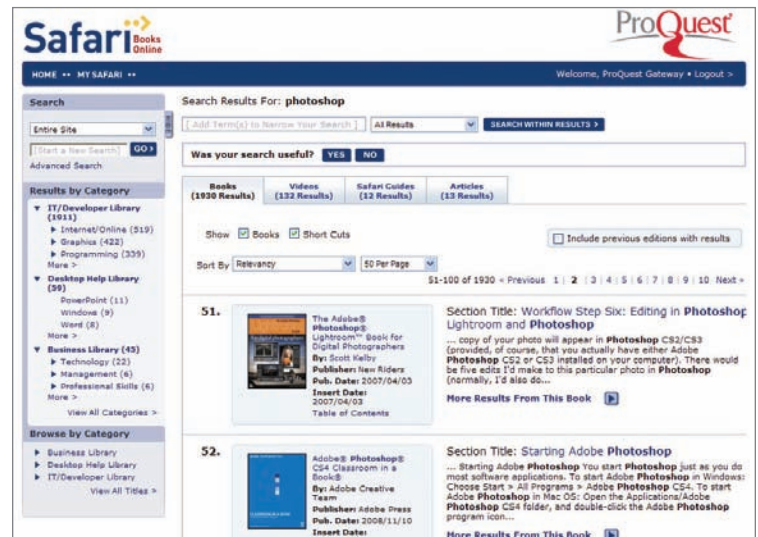 Safari Books Online
ProQuest
HOME •• MY SAFARI ••
Welcome, ProQuest Gateway • Logout >
Search
Entire Site
[Start a New Search] GO >
Advanced Search
Results by Category
IT/Developer Library (1911)
Internet/Online (519)
Graphics (422)
Programming (339)
More >
Desktop Help Library (59)
PowerPoint (11)
Windows (9)
Word (8)
More >
Business Library (45)
Technology (22)
Management (6)
Professional Skills (6)
More >
View All Categories >
Browse by Category
Business Library
Desktop Help Library
IT/Developer Library
View All Titles >
Search Results For: photoshop
[ Add Term(s) to Narrow Your Search ] All Results SEARCH WITHIN RESULTS >
Was your search useful? YES NO
Books (1930 Results)
Videos (132 Results)
Safari Guides (12 Results)
Articles (13 Results)
Show Books Short Cuts
Include previous editions with results
Sort By Relevancy 50 Per Page
51-100 of 1930 « Previous 1 | 2 | 3 | 4 | 5 | 6 | 7 | 8 | 9 | 10 Next »
51.
The Adobe®
Photoshop®
Lightroom™ Book for
Digital Photographers
By: Scott Kelby
Publisher: New Riders
Pub. Date: 2007/04/03
Insert Date:
2007/04/03
Table of Contents
Section Title: Workflow Step Six: Editing in Photoshop
Lightroom and Photoshop
... copy of your photo will appear in Photoshop CS2/CS3
(provided, of course, that you actually have either Adobe
Photoshop CS2 or CS3 installed on your computer). There would
be five edits I'd make to this particular photo in Photoshop
(normally, I'd also do...
More Results From This Book
52.
Adobe® Photoshop®
CS4 Classroom in a
Book®
By: Adobe Creative
Team
Publisher: Adobe Press
Pub. Date: 2008/11/10
Insert Date:
Section Title: Starting Adobe Photoshop
... Starting Adobe Photoshop You start Photoshop just as you do
most software applications. To start Adobe Photoshop in Windows:
Choose Start > All Programs > Adobe Photoshop CS4. To start
Adobe Photoshop in Mac OS: Open the Applications/Adobe
Photoshop CS4 folder, and double-click the Adobe Photoshop
program icon...
More Results From This Book